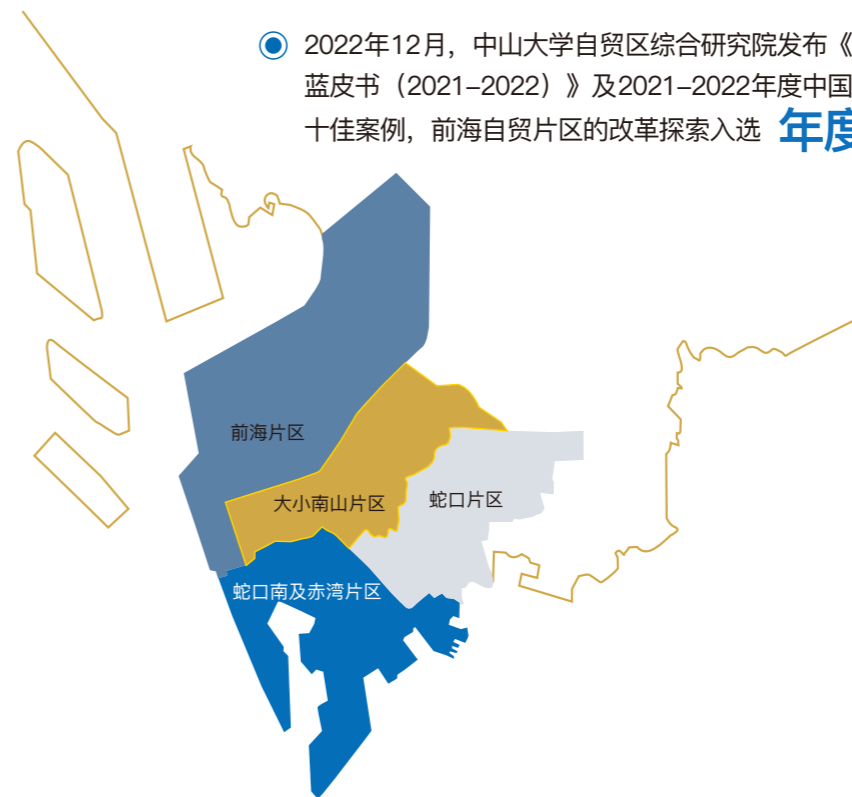 2022年12月，中山大学自贸区综合研究院发布《
蓝皮书（2021–2022）》及2021–2022年度中国
十佳案例，前海自贸片区的改革探索入选 年度
前海片区
大小南山片区
蛇口片区
蛇口南及赤湾片区